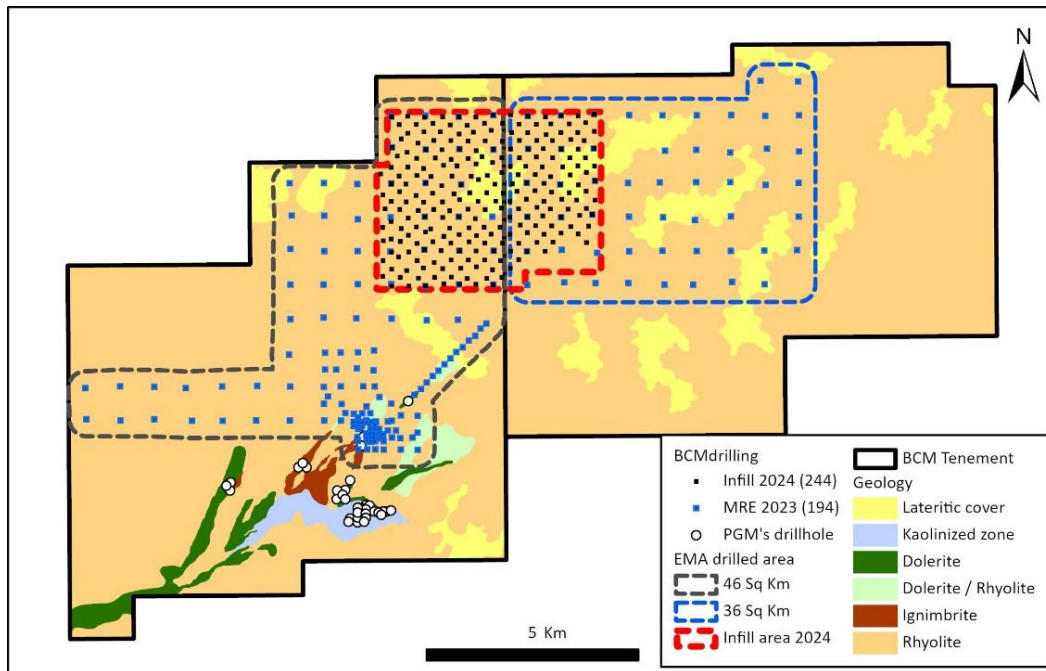 N
BCMdrilling
Infill 2024 (244)
MRE 2023 (194)
PGM's drillhole
EMA drilled area
46 Sq Km
36 Sq Km
Infill area 2024
BCM Tenement
Geology
Lateritic cover
Kaolinized zone
Dolerite
Dolerite / Rhyolite
Ignimbrite
Rhyolite
5 Km